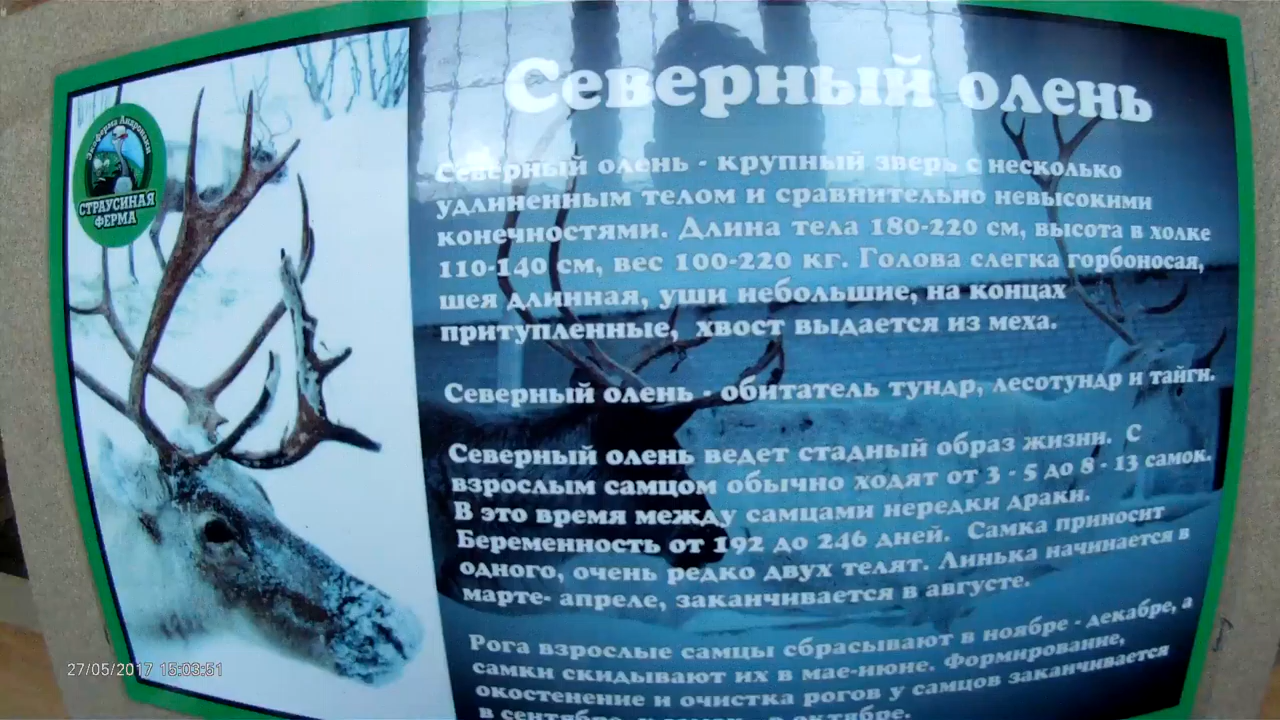 Северный олень
Экоферма Андроники
СТРАУСИНАЯ
ФЕРМА
Северный олень - крупный зверь с несколько
удлиненным телом и сравнительно невысокими
конечностями. Длина тела 180-220 см, высота в холке
110-140 см, вес 100-220 кг. Голова слегка горбоносая,
шея длинная, уши небольшие, на концах
притупленные, хвост выдается из меха.
Северный олень - обитатель тундр, лесотундр и тайги.
Северный олень ведет стадный образ жизни. С
взрослым самцом обычно ходят от 3 - 5 до 8 - 13 самок.
В это время между самцами нередки драки.
Беременность от 192 до 246 дней. Самка приносит
одного, очень редко двух телят. Линька начинается в
марте- апреле, заканчивается в августе.
Рога взрослые самцы сбрасывают в ноябре - декабре, а
самки скидывают их в мае-июне. Формирование,
окостенение и очистка рогов у самцов заканчивается
в сентябре, у самок - в октябре.
27/05/2017 15:03:51